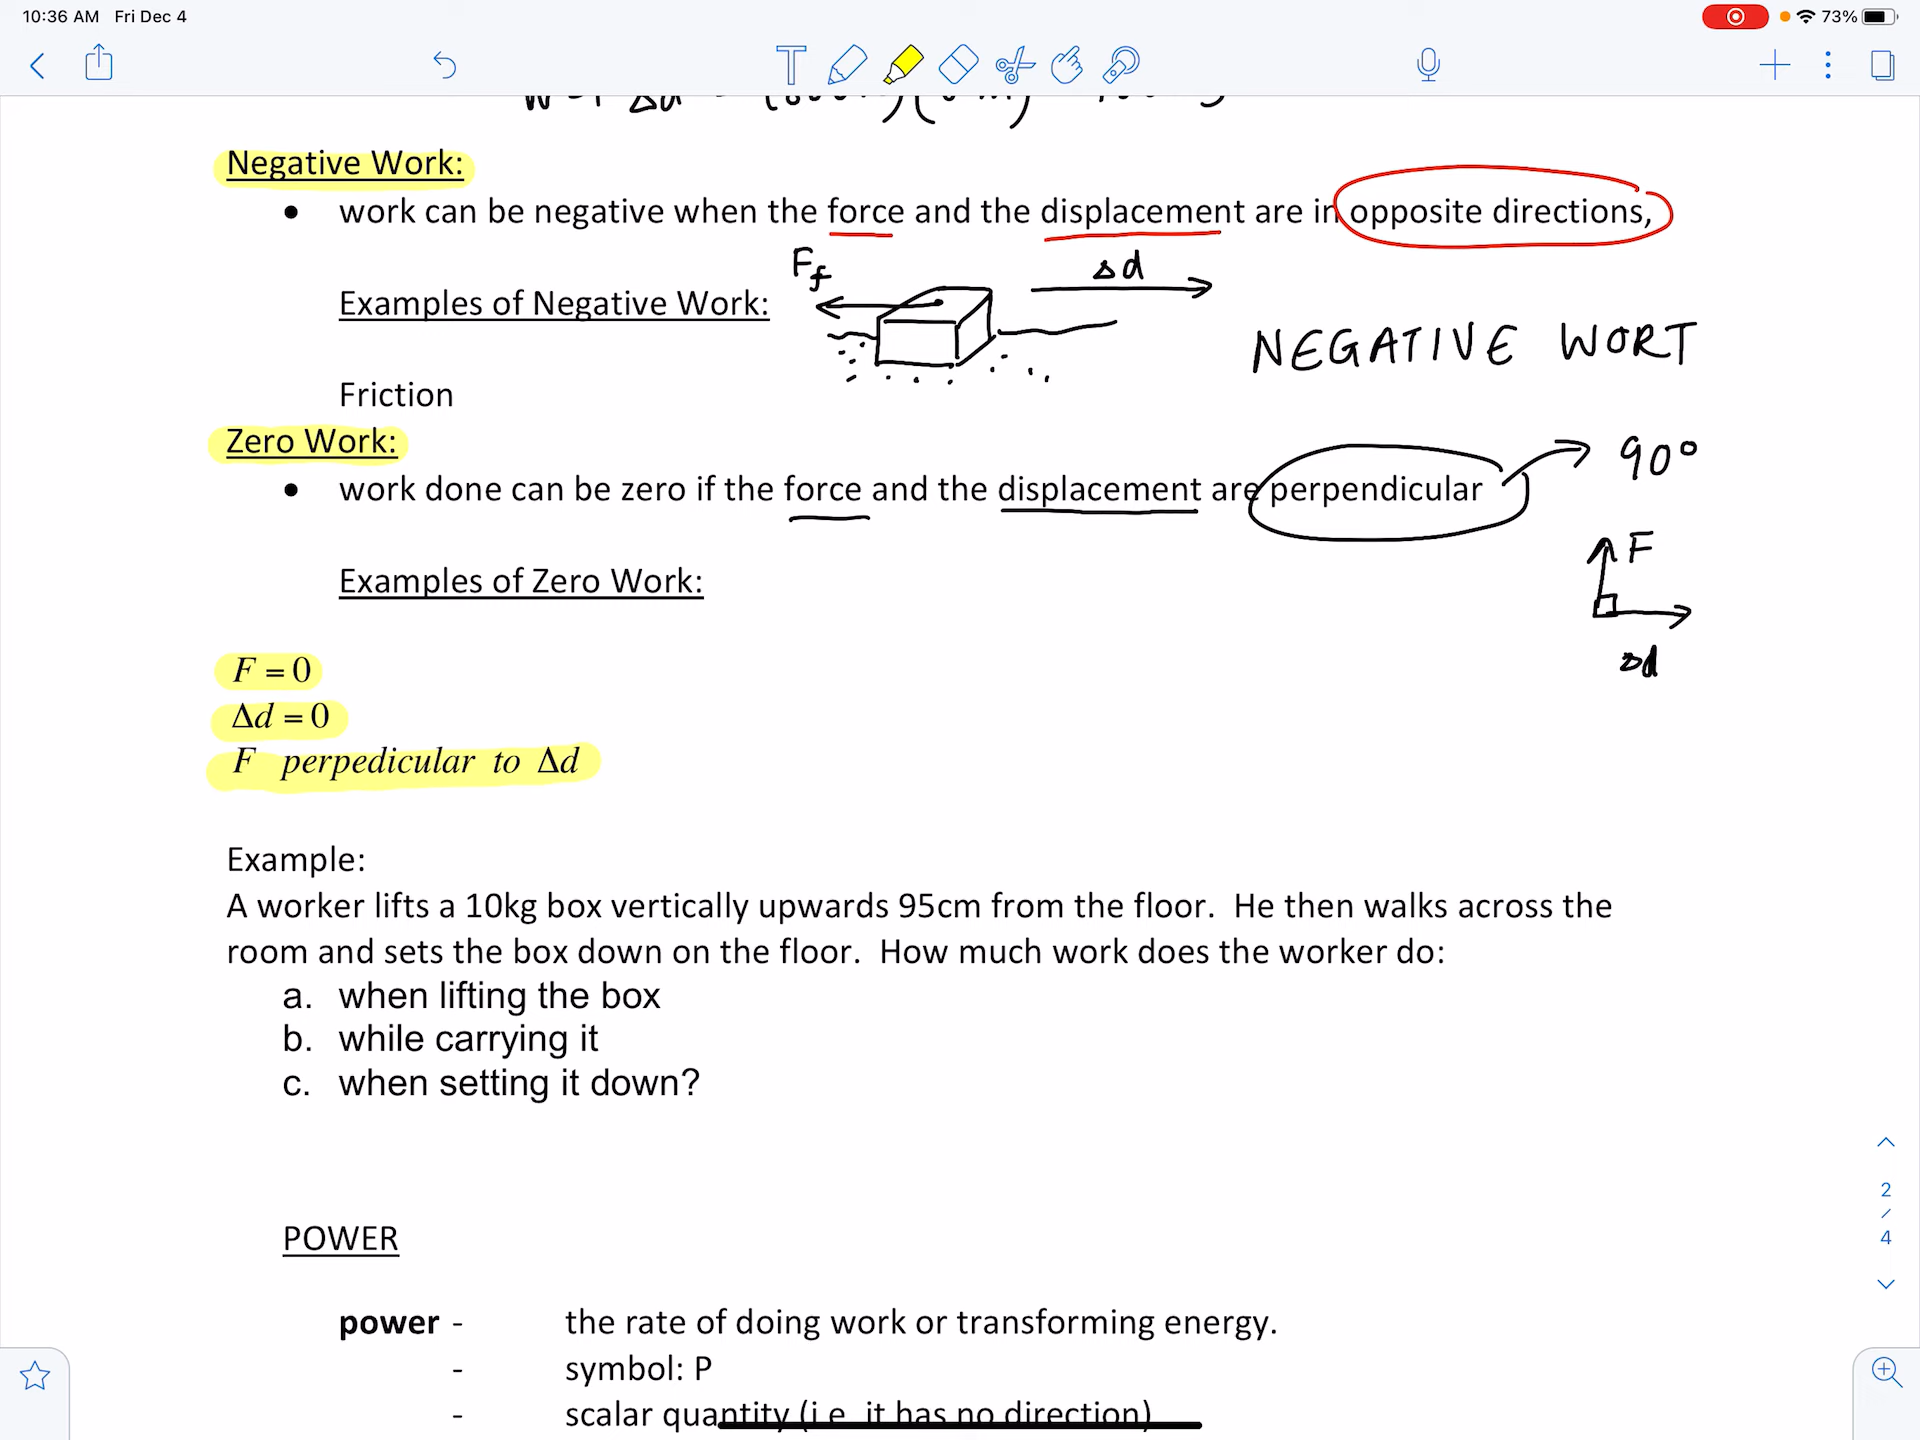 10:36 AM Fri Dec 4
73%
Negative Work:
• work can be negative when the force and the displacement are in opposite directions,
Ff
Δd
Examples of Negative Work:
NEGATIVE WORT
Friction
Zero Work:
90°
• work done can be zero if the force and the displacement are perpendicular
F
Examples of Zero Work:
Δd
F = 0
Δd = 0
F perpedicular to Δd
Example:
A worker lifts a 10kg box vertically upwards 95cm from the floor. He then walks across the
room and sets the box down on the floor. How much work does the worker do:
a. when lifting the box
b. while carrying it
c. when setting it down?
2
/
4
POWER
power - the rate of doing work or transforming energy.
- symbol: P
- scalar quantity (i.e. it has no direction)